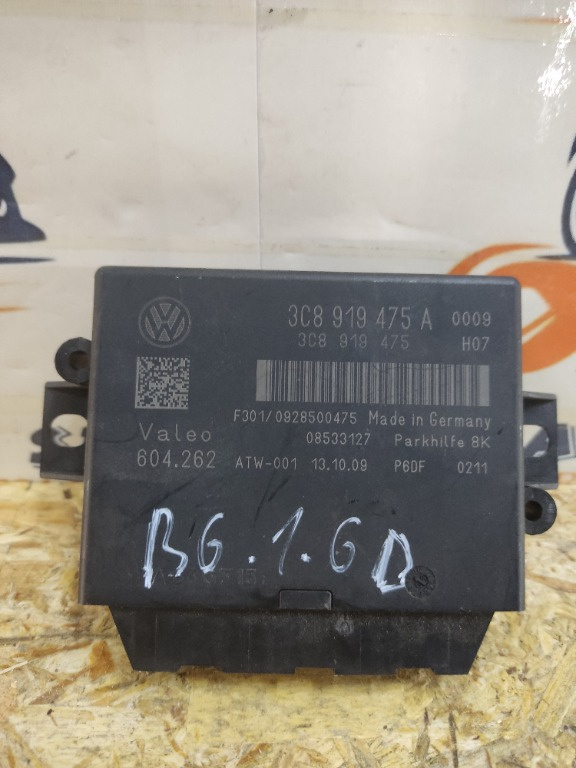 3C8 919 475 A 0009
3C8 919 475 H07
F301/0928500475 Made in Germany
Valeo 08533127 Parkhilfe 8K
604.262 ATW-001 13.10.09 P6DF 0211
B6.1.6D